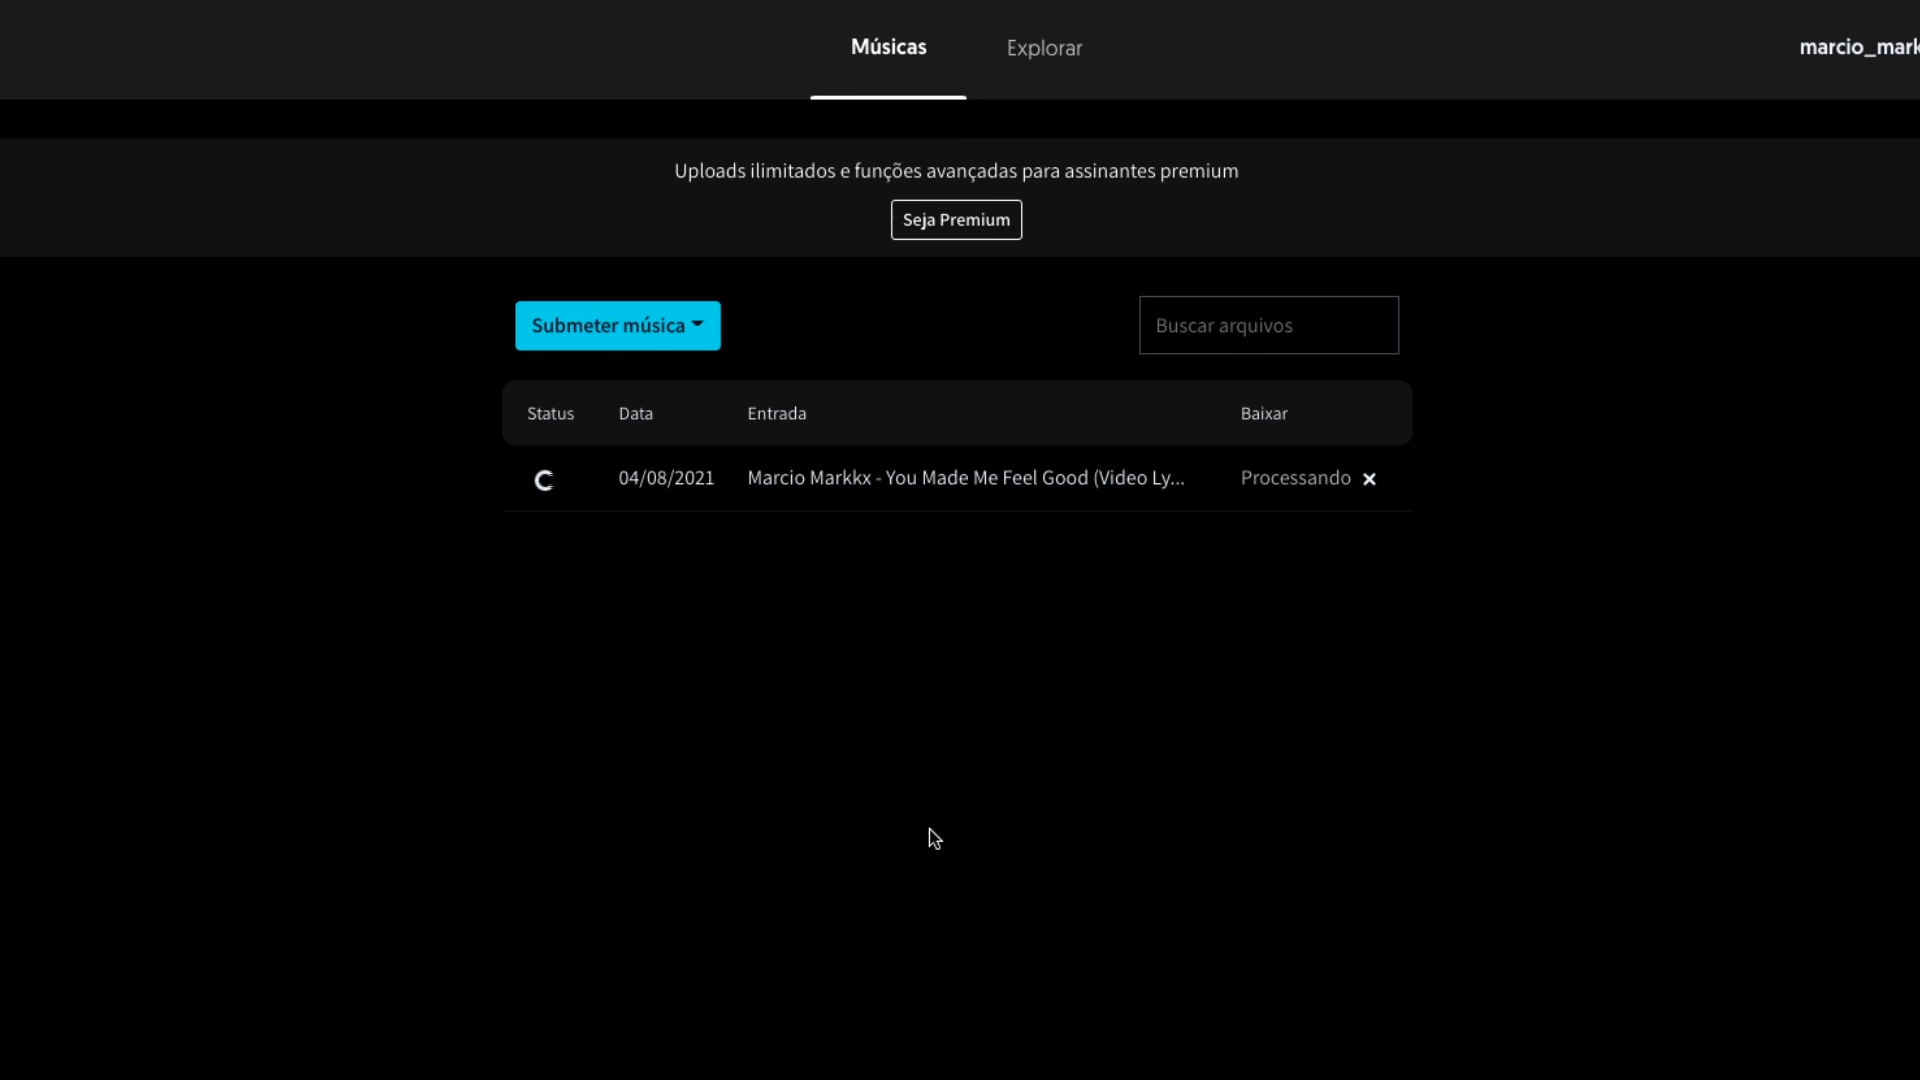 Músicas
Explorar
marcio_mark
Uploads ilimitados e funções avançadas para assinantes premium
Seja Premium
Submeter música
Buscar arquivos
Status Data Entrada Baixar
04/08/2021 Marcio Markkx - You Made Me Feel Good (Video Ly... Processando